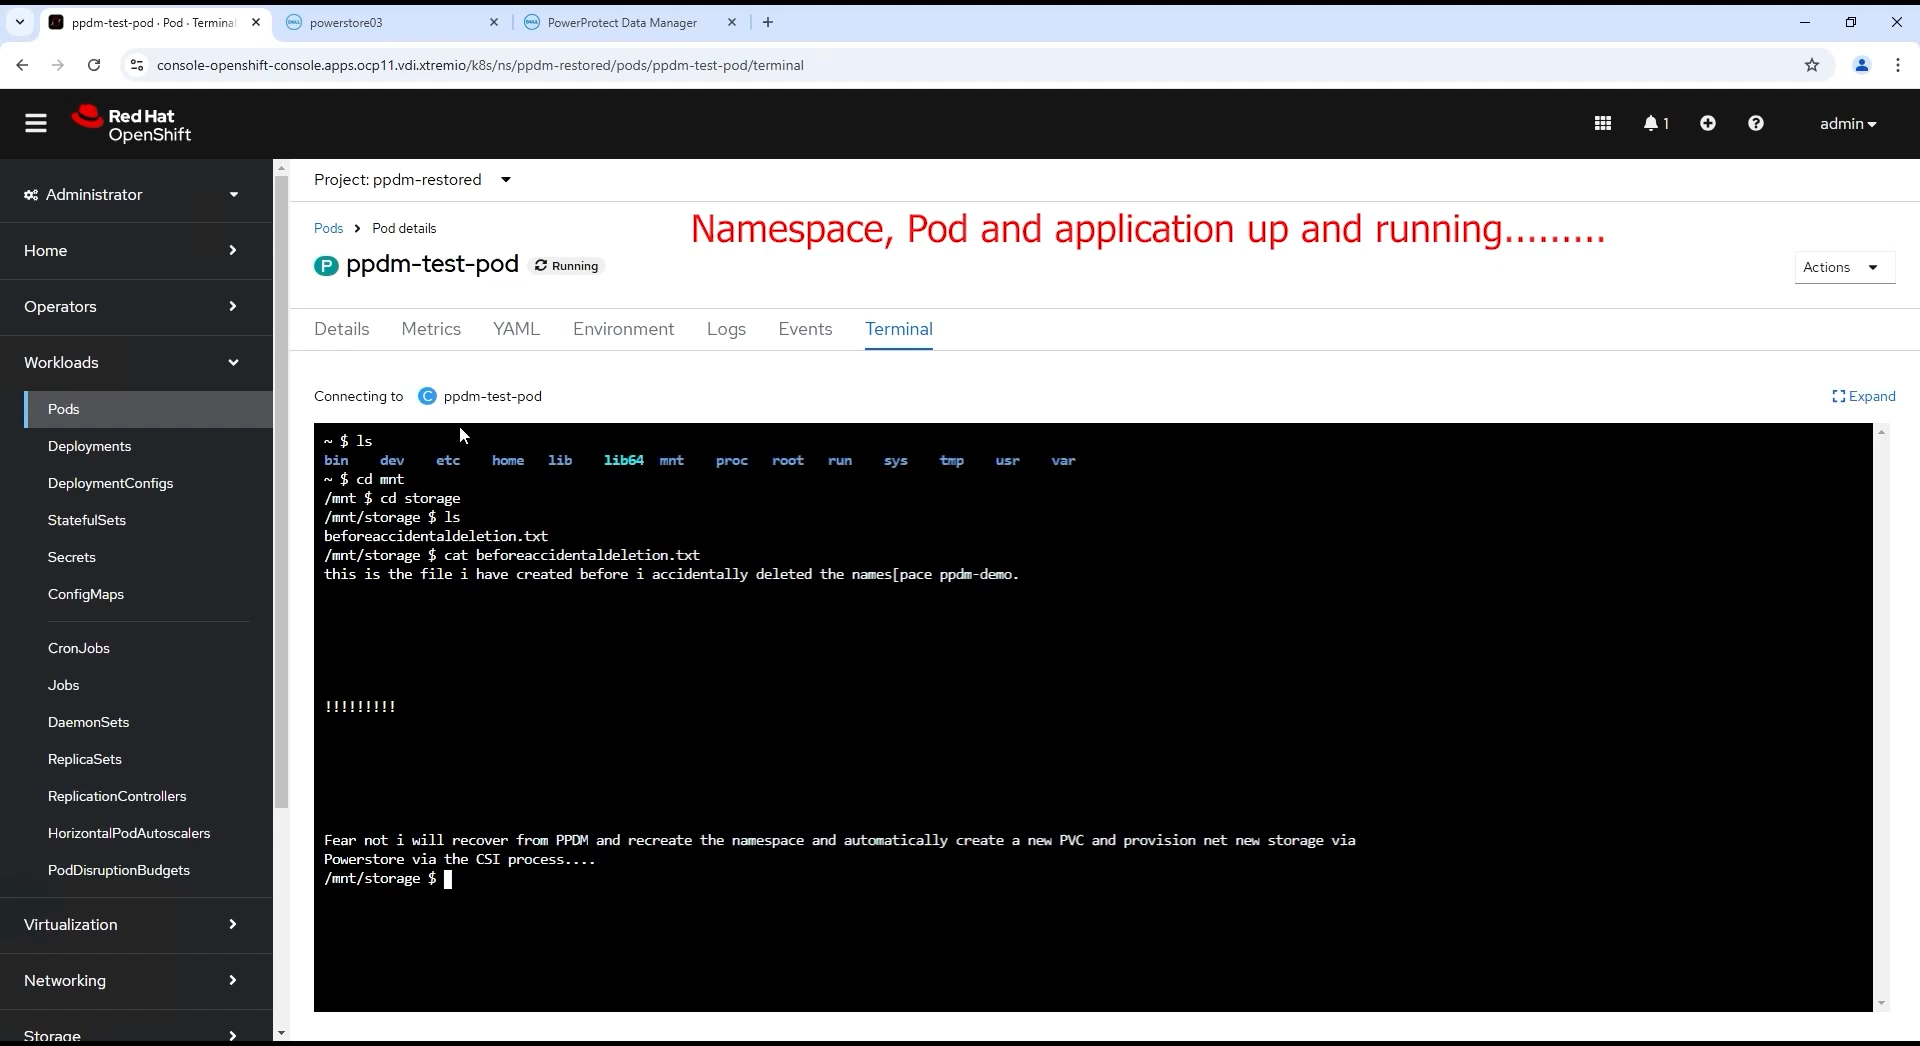 ppdm-test-pod · Pod · Terminal
powerstore03
PowerProtect Data Manager
console-openshift-console.apps.ocp11.vdi.xtremio/k8s/ns/ppdm-restored/pods/ppdm-test-pod/terminal
Red Hat
OpenShift
1
admin
Administrator
Home
Operators
Workloads
Pods
Deployments
DeploymentConfigs
StatefulSets
Secrets
ConfigMaps
CronJobs
Jobs
DaemonSets
ReplicaSets
ReplicationControllers
HorizontalPodAutoscalers
PodDisruptionBudgets
Virtualization
Networking
Storage
Project: ppdm-restored
Pods > Pod details
Namespace, Pod and application up and running.........
P ppdm-test-pod Running
Actions
Details Metrics YAML Environment Logs Events Terminal
Connecting to C ppdm-test-pod
Expand
~ $ ls
bin dev etc home lib lib64 mnt proc root run sys tmp usr var
~ $ cd mnt
/mnt $ cd storage
/mnt/storage $ ls
beforeaccidentaldeletion.txt
/mnt/storage $ cat beforeaccidentaldeletion.txt
this is the file i have created before i accidentally deleted the names[pace ppdm-demo.
!!!!!!!!!
Fear not i will recover from PPDM and recreate the namespace and automatically create a new PVC and provision net new storage via
Powerstore via the CSI process....
/mnt/storage $